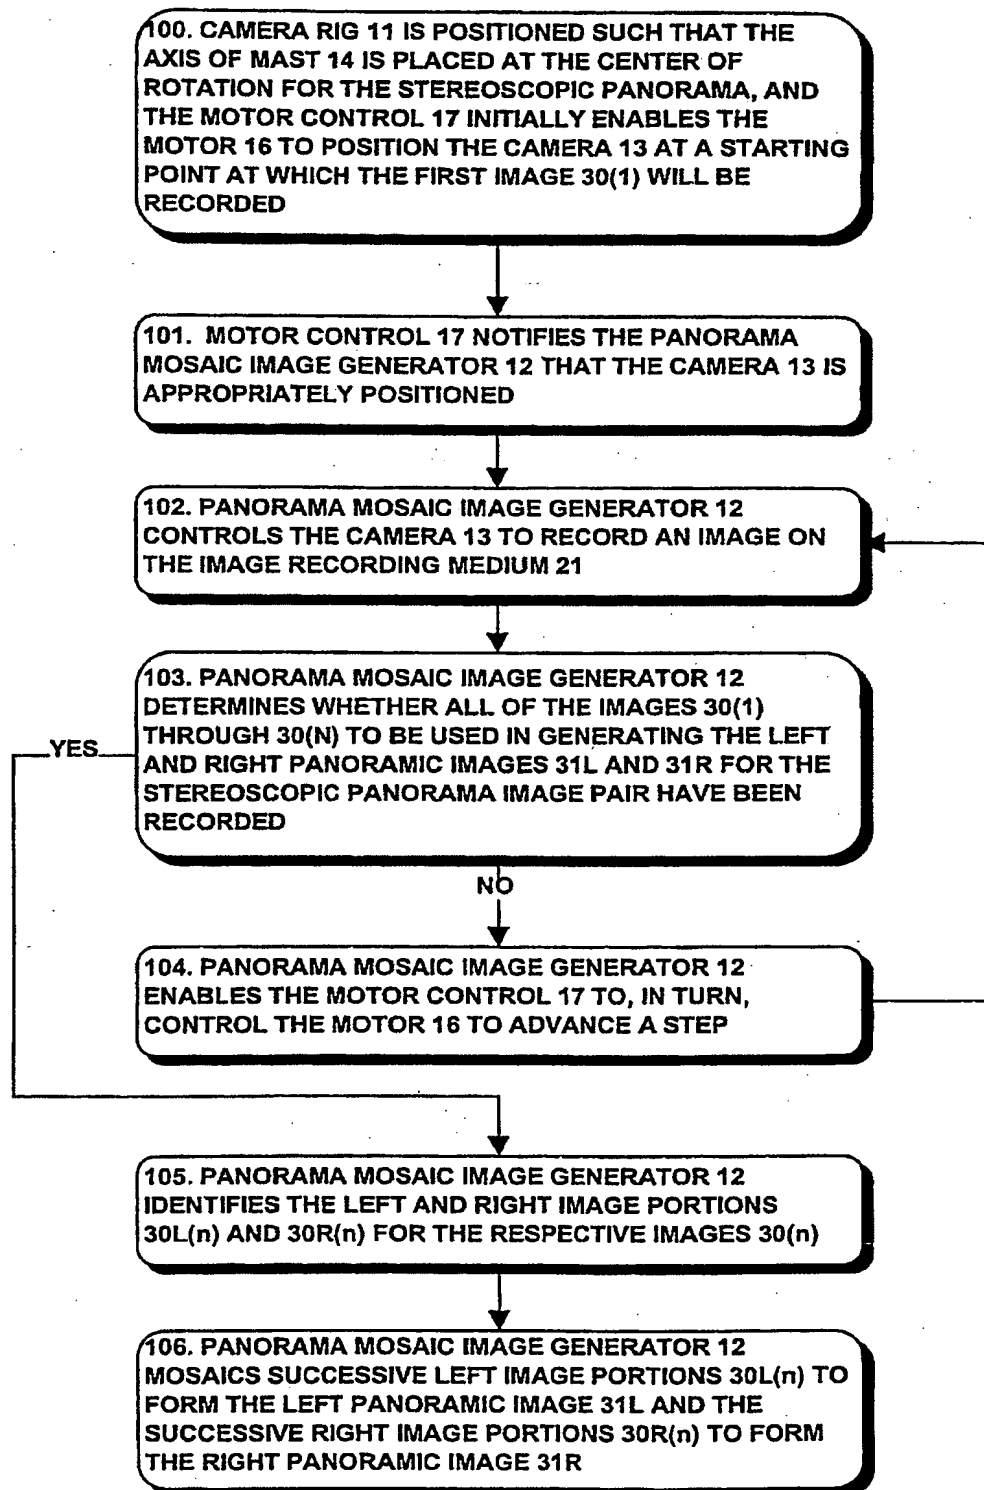 100. CAMERA RIG 11 IS POSITIONED SUCH THAT THE
AXIS OF MAST 14 IS PLACED AT THE CENTER OF
ROTATION FOR THE STEREOSCOPIC PANORAMA, AND
THE MOTOR CONTROL 17 INITIALLY ENABLES THE
MOTOR 16 TO POSITION THE CAMERA 13 AT A STARTING
POINT AT WHICH THE FIRST IMAGE 30(1) WILL BE
RECORDED
101. MOTOR CONTROL 17 NOTIFIES THE PANORAMA
MOSAIC IMAGE GENERATOR 12 THAT THE CAMERA 13 IS
APPROPRIATELY POSITIONED
102. PANORAMA MOSAIC IMAGE GENERATOR 12
CONTROLS THE CAMERA 13 TO RECORD AN IMAGE ON
THE IMAGE RECORDING MEDIUM 21
103. PANORAMA MOSAIC IMAGE GENERATOR 12
DETERMINES WHETHER ALL OF THE IMAGES 30(1)
THROUGH 30(N) TO BE USED IN GENERATING THE LEFT
AND RIGHT PANORAMIC IMAGES 31L AND 31R FOR THE
STEREOSCOPIC PANORAMA IMAGE PAIR HAVE BEEN
RECORDED
YES
NO
104. PANORAMA MOSAIC IMAGE GENERATOR 12
ENABLES THE MOTOR CONTROL 17 TO, IN TURN,
CONTROL THE MOTOR 16 TO ADVANCE A STEP
105. PANORAMA MOSAIC IMAGE GENERATOR 12
IDENTIFIES THE LEFT AND RIGHT IMAGE PORTIONS
30L(n) AND 30R(n) FOR THE RESPECTIVE IMAGES 30(n)
106. PANORAMA MOSAIC IMAGE GENERATOR 12
MOSAICS SUCCESSIVE LEFT IMAGE PORTIONS 30L(n) TO
FORM THE LEFT PANORAMIC IMAGE 31L AND THE
SUCCESSIVE RIGHT IMAGE PORTIONS 30R(n) TO FORM
THE RIGHT PANORAMIC IMAGE 31R